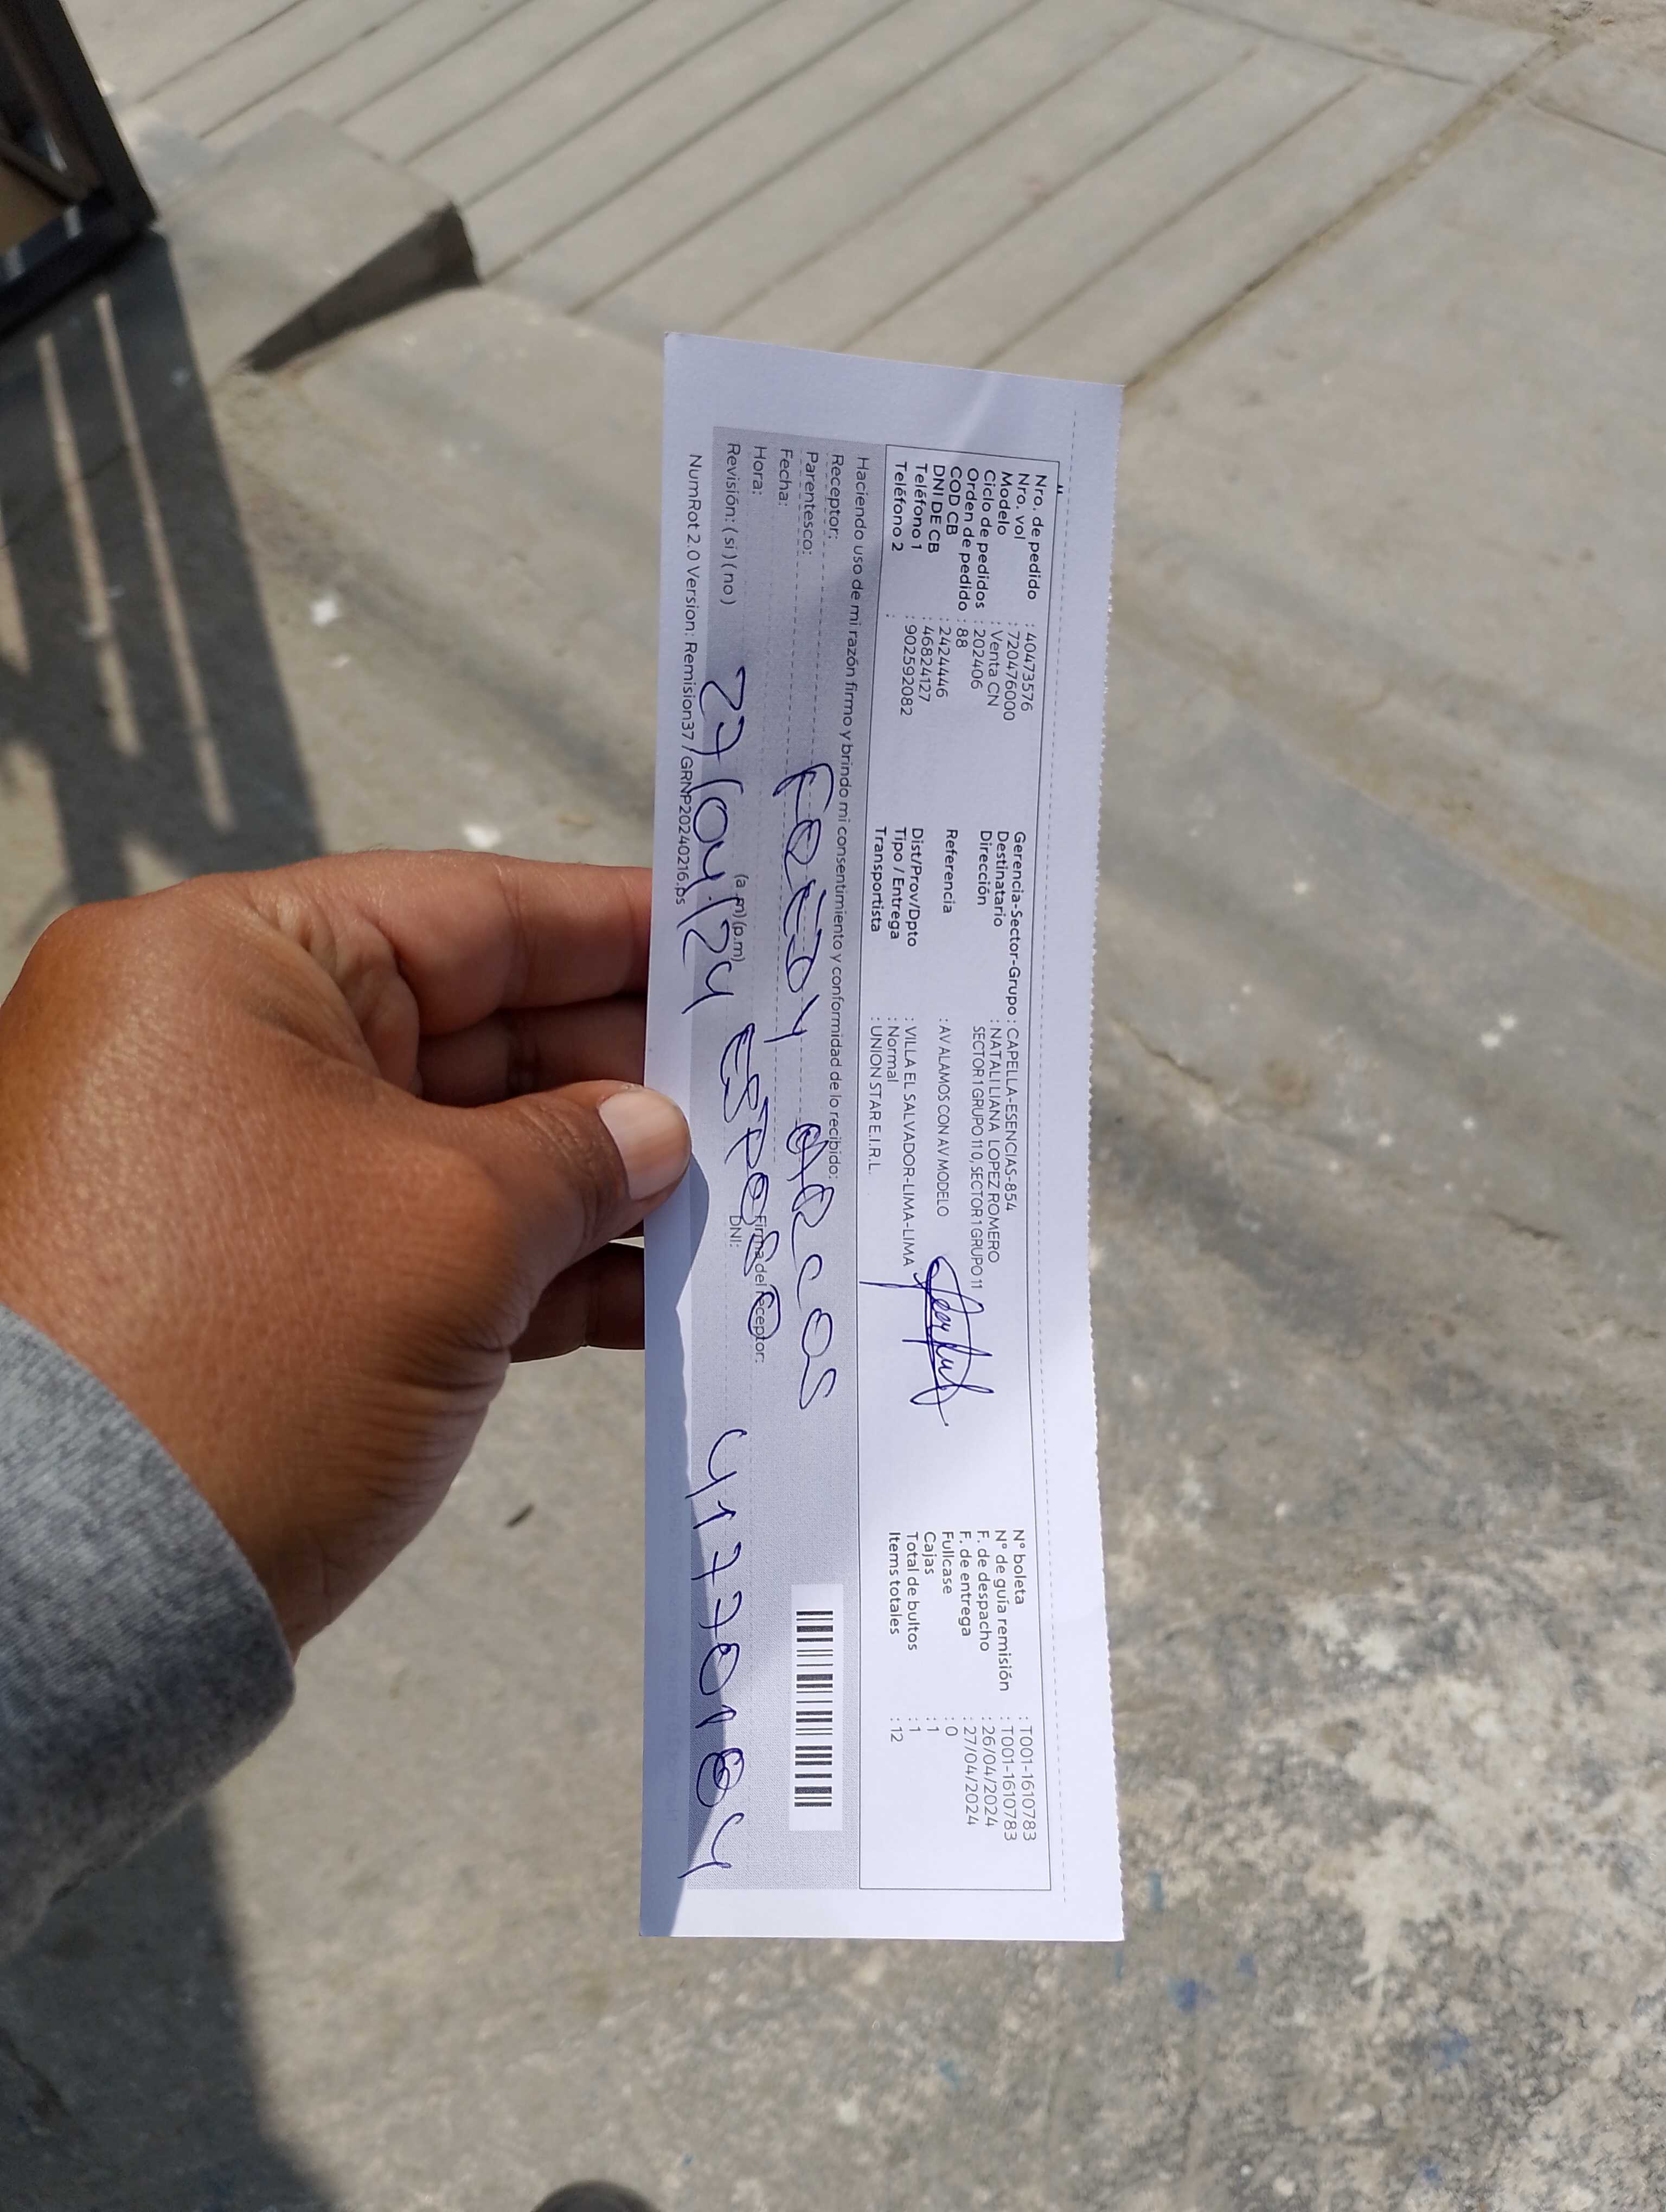 Nro. de pedido : 40473576
Nro. vol : 720476000
Modelo : Venta CN
Ciclo de pedidos : 202406
Orden de pedido : 88
COD CB : 2424446
DNI DE CB : 46824127
Teléfono 1 : 902592082
Teléfono 2 :
Gerencia-Sector-Grupo : CAPELLA-ESENCIAS-854
Destinatario : NATALI LIANA LOPEZ ROMERO
Dirección SECTOR 1 GRUPO 11 0, SECTOR 1 GRUPO 11
Referencia : AV ALAMOS CON AV MODELO
Dist/Prov/Dpto : VILLA EL SALVADOR-LIMA-LIMA
Tipo / Entrega : Normal
Transportista : UNION STAR E.I.R.L.
N° boleta : T001-1610783
N° de guía remisión : T001-1610783
F. de despacho : 26/04/2024
F. de entrega : 27/04/2024
Fullcase : 0
Cajas : 1
Total de bultos : 1
Items totales : 12
Haciendo uso de mi razón firmo y brindo mi consentimiento y conformidad de lo recibido:
Receptor:
Parentesco: FREDDY ARCOS
Fecha:
Hora: (a.m) (p.m) ESPOSO Firma del receptor:
Revisión: ( si ) ( no ) 27/04/24 DNI: 41770184
NumRot 2.0 Version: Remision37 / GRNP20240216.ps